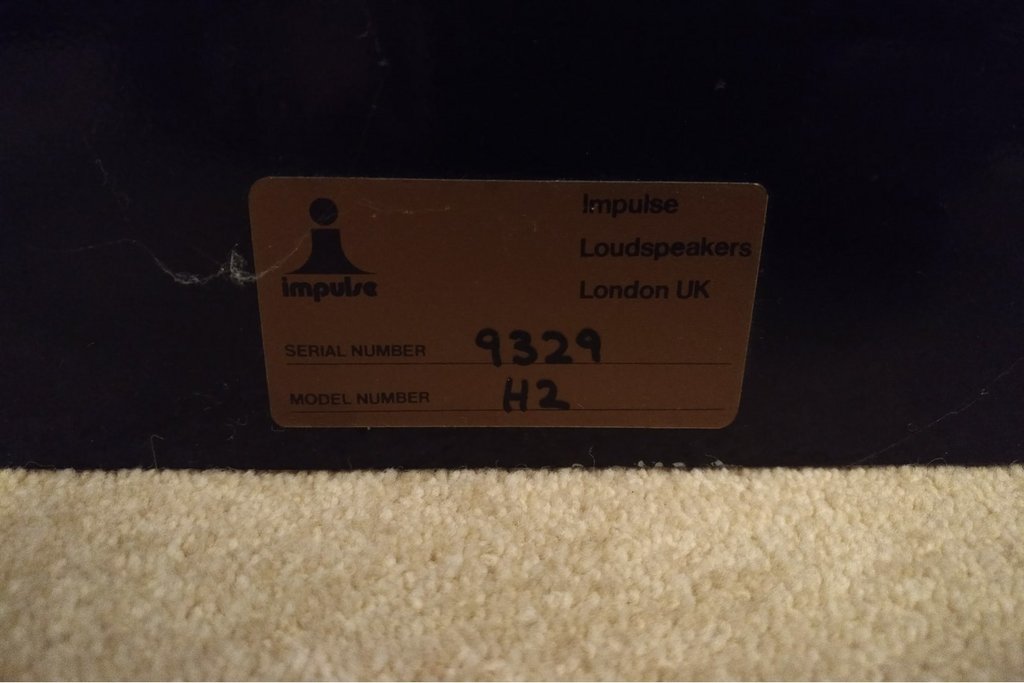 impulse
Impulse
Loudspeakers
London UK
SERIAL NUMBER 9329
MODEL NUMBER H2